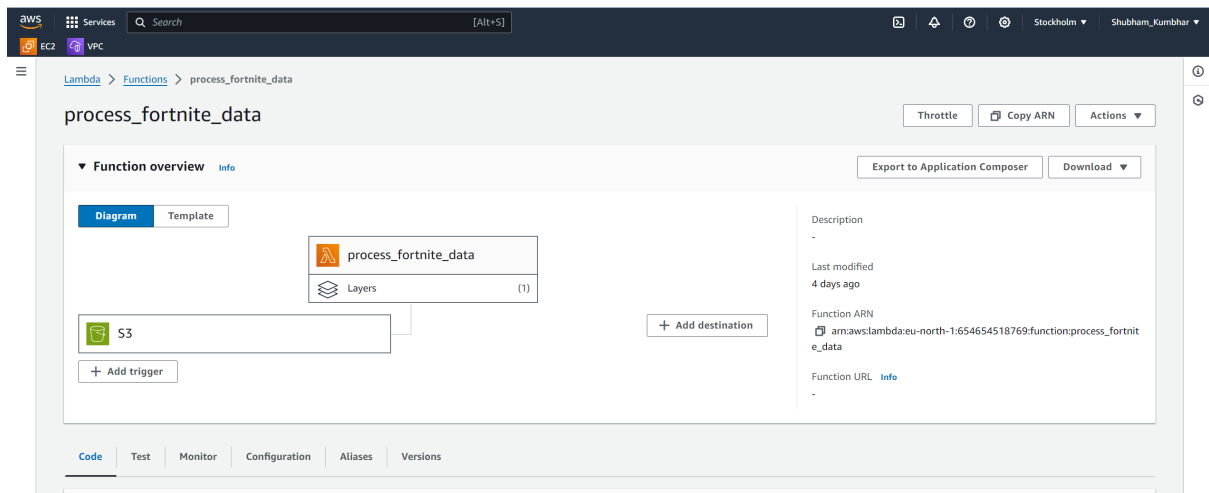 aws Services Search [Alt+S] Stockholm ▼ Shubham_Kumbhar ▼
EC2 VPC
Lambda > Functions > process_fortnite_data
process_fortnite_data
Throttle Copy ARN Actions ▼
▼ Function overview Info
Export to Application Composer Download ▼
Diagram Template
process_fortnite_data
Layers (1)
S3
+ Add trigger
+ Add destination
Description
-
Last modified
4 days ago
Function ARN
arn:aws:lambda:eu-north-1:654654518769:function:process_fortnit
e_data
Function URL Info
-
Code Test Monitor Configuration Aliases Versions